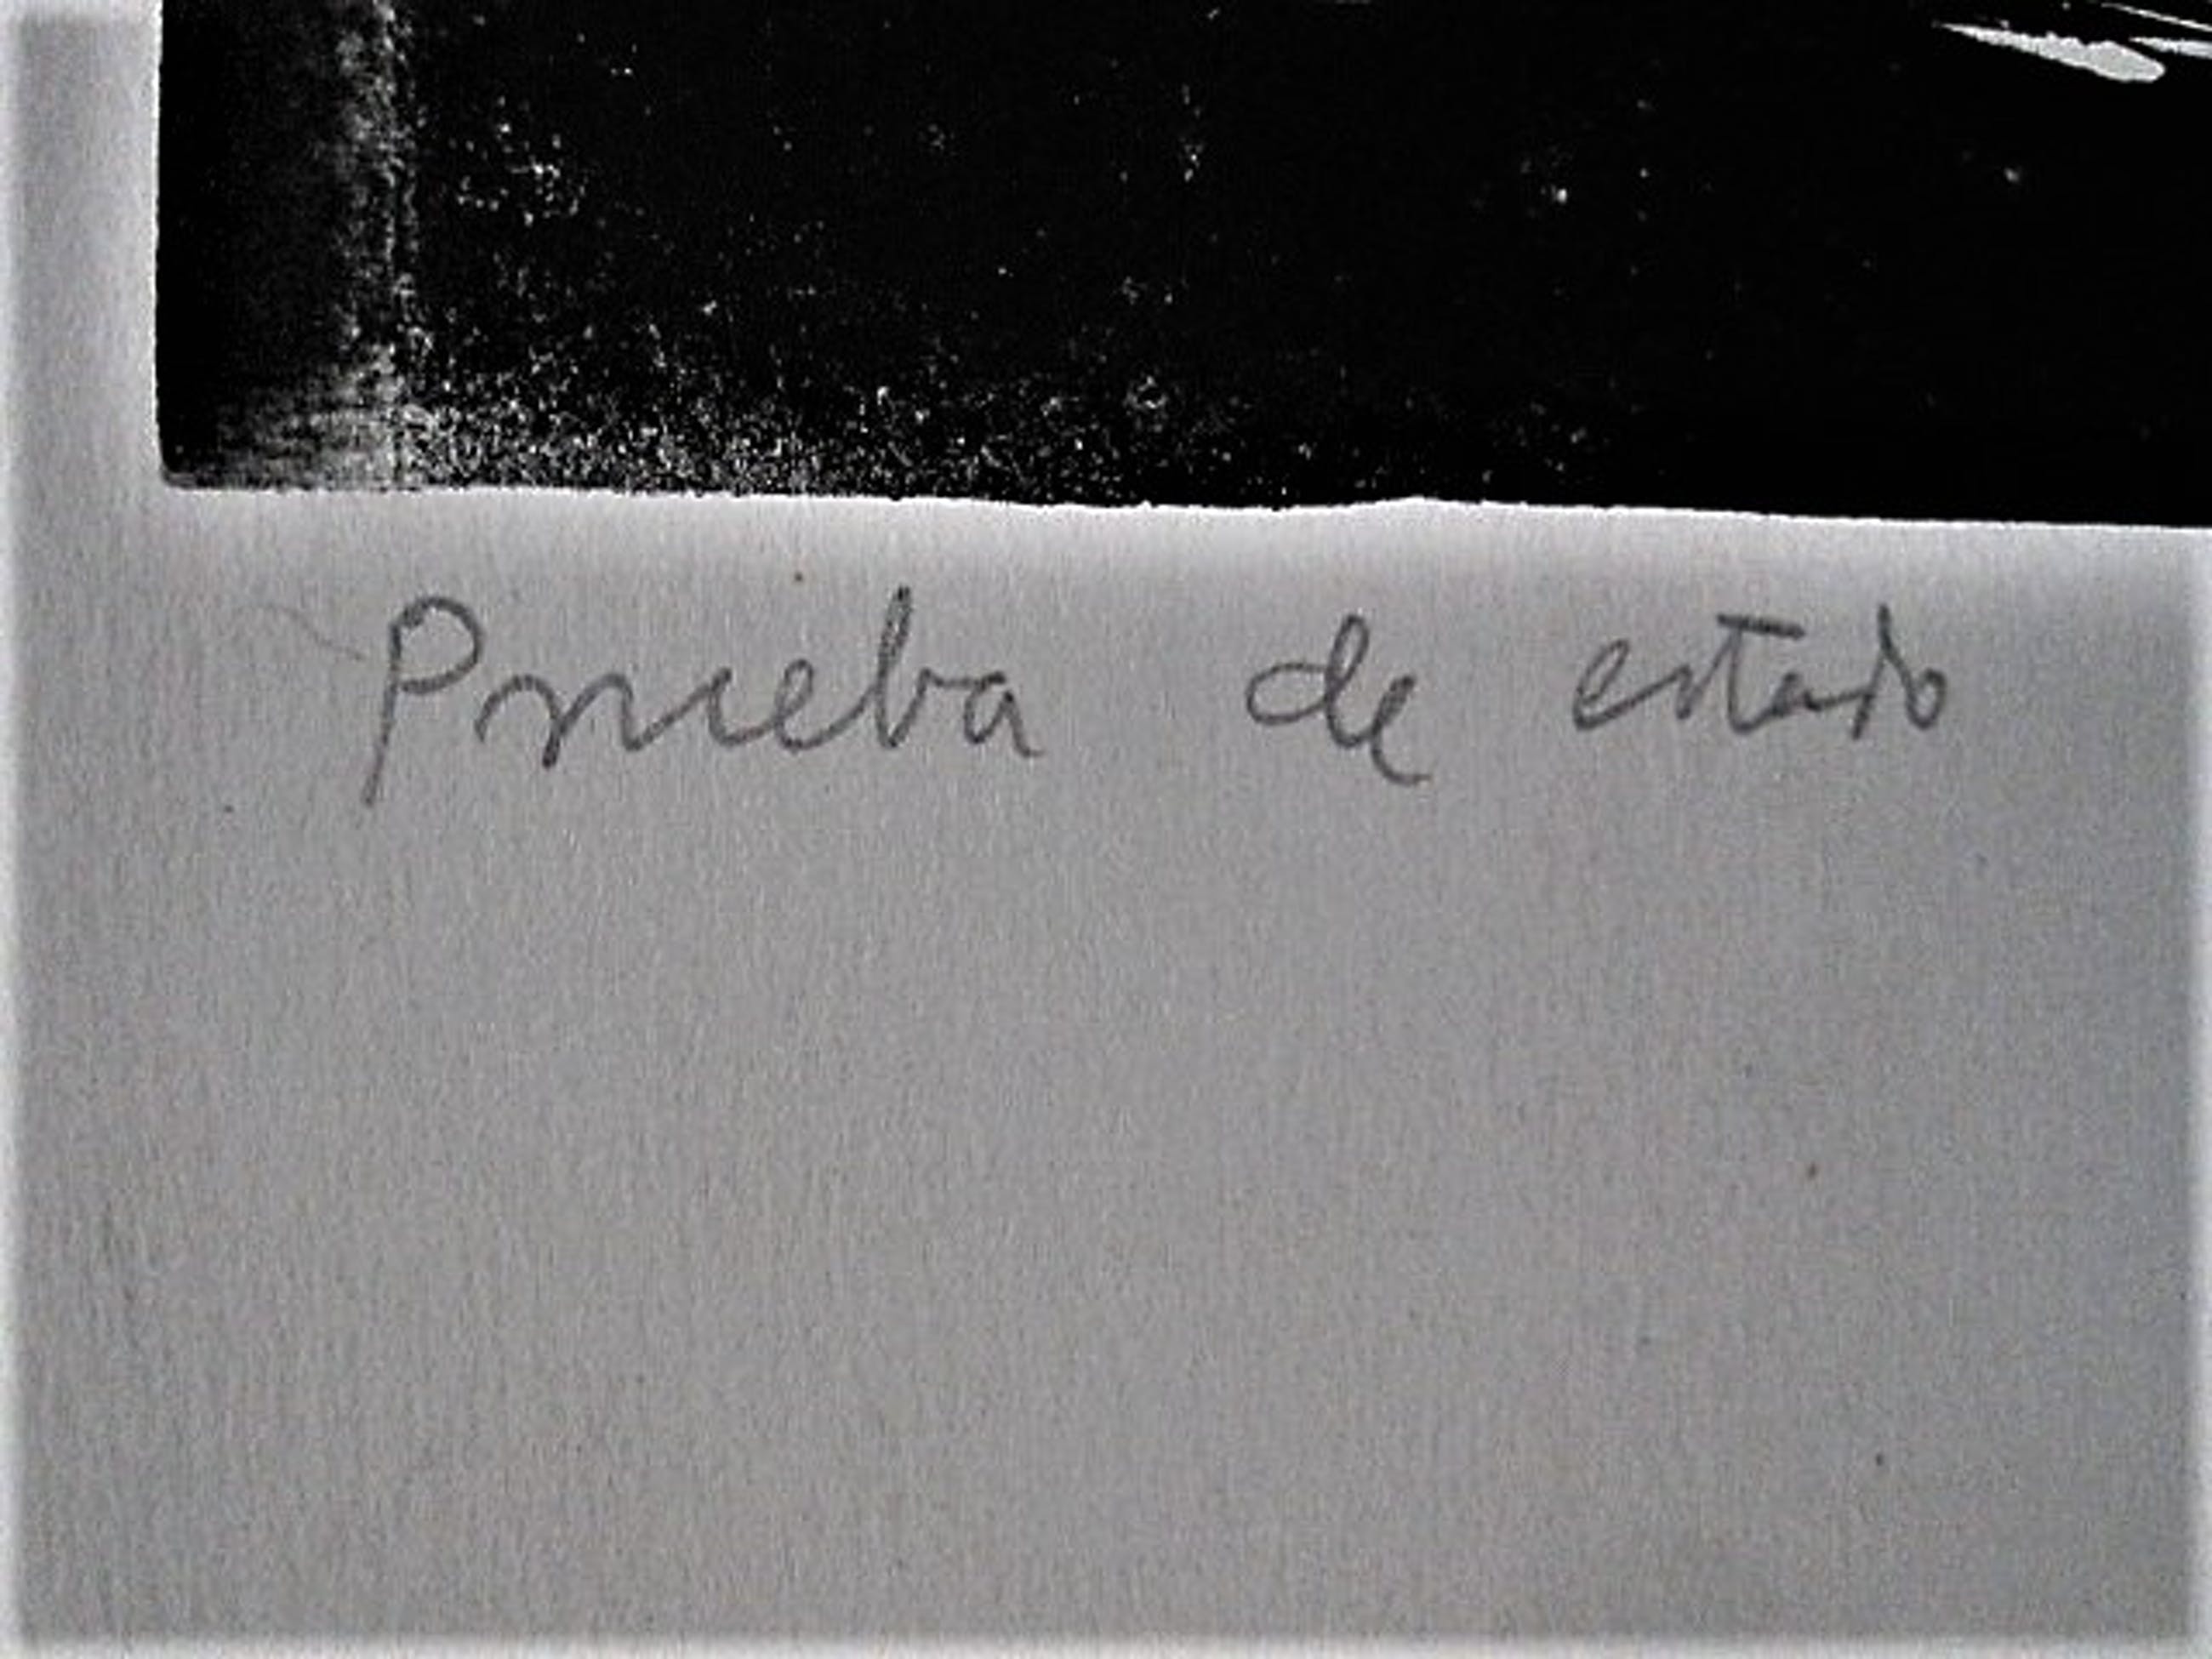 Prueba de estado